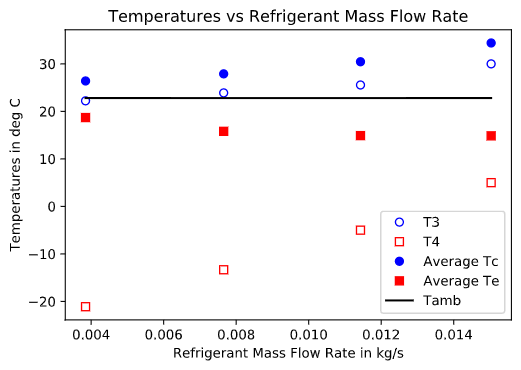 Temperatures vs Refrigerant Mass Flow Rate
Temperatures in deg C
30
20
10
0
−10
−20
T3
T4
Average Tc
Average Te
Tamb
0.004 0.006 0.008 0.010 0.012 0.014
Refrigerant Mass Flow Rate in kg/s